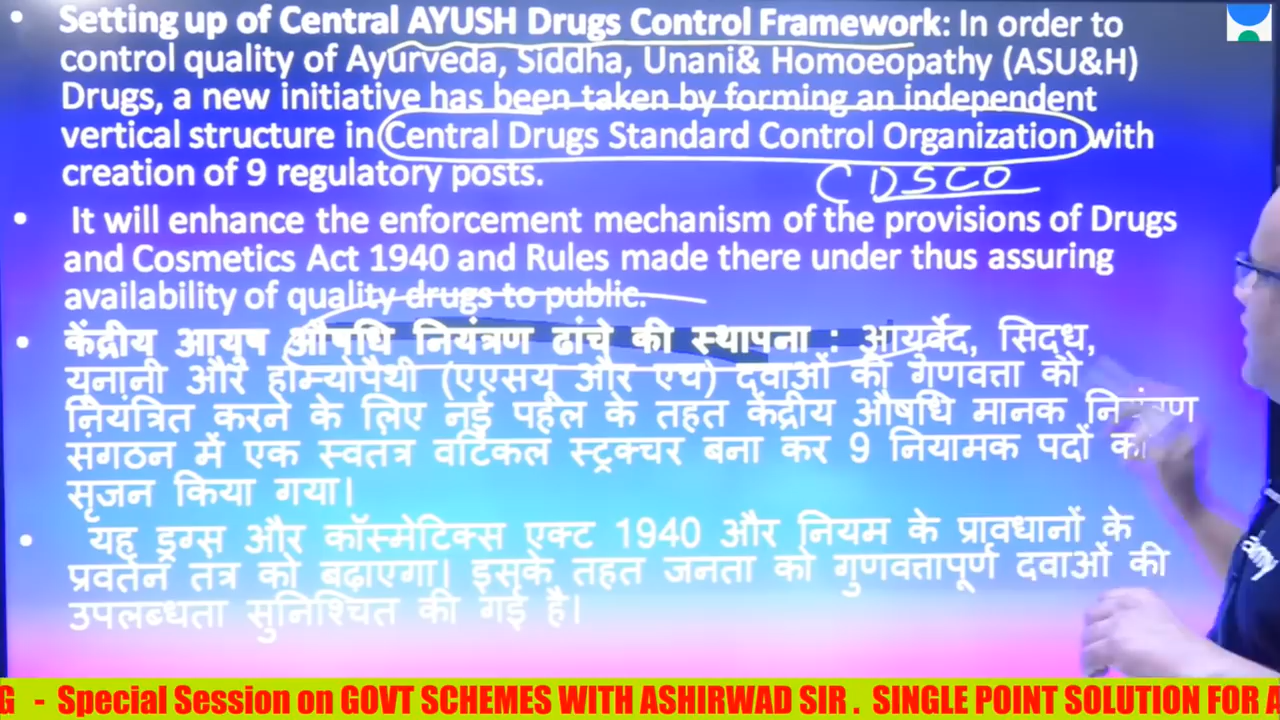 • Setting up of Central AYUSH Drugs Control Framework: In order to
control quality of Ayurveda, Siddha, Unani& Homoeopathy (ASU&H)
Drugs, a new initiative has been taken by forming an independent
vertical structure in Central Drugs Standard Control Organization with
creation of 9 regulatory posts.
CDSCO
• It will enhance the enforcement mechanism of the provisions of Drugs
and Cosmetics Act 1940 and Rules made there under thus assuring
availability of quality drugs to public.
• केंद्रीय आयुष औषधि नियंत्रण ढांचे की स्थापना : आयुर्वेद, सिद्ध,
यूनानी और होम्योपैथी (एएसयू और एच) दवाओं की गुणवत्ता को
नियंत्रित करने के लिए नई पहल के तहत केंद्रीय औषधि मानक नियंत्रण
संगठन में एक स्वतंत्र वर्टिकल स्ट्रक्चर बना कर 9 नियामक पदों का
सृजन किया गया।
• यह ड्रग्स और कॉस्मेटिक्स एक्ट 1940 और नियम के प्रावधानों के
प्रवर्तन तंत्र को बढ़ाएगा। इसके तहत जनता को गुणवत्तापूर्ण दवाओं की
उपलब्धता सुनिश्चित की गई है।
G - Special Session on GOVT SCHEMES WITH ASHIRWAD SIR . SINGLE POINT SOLUTION FOR A